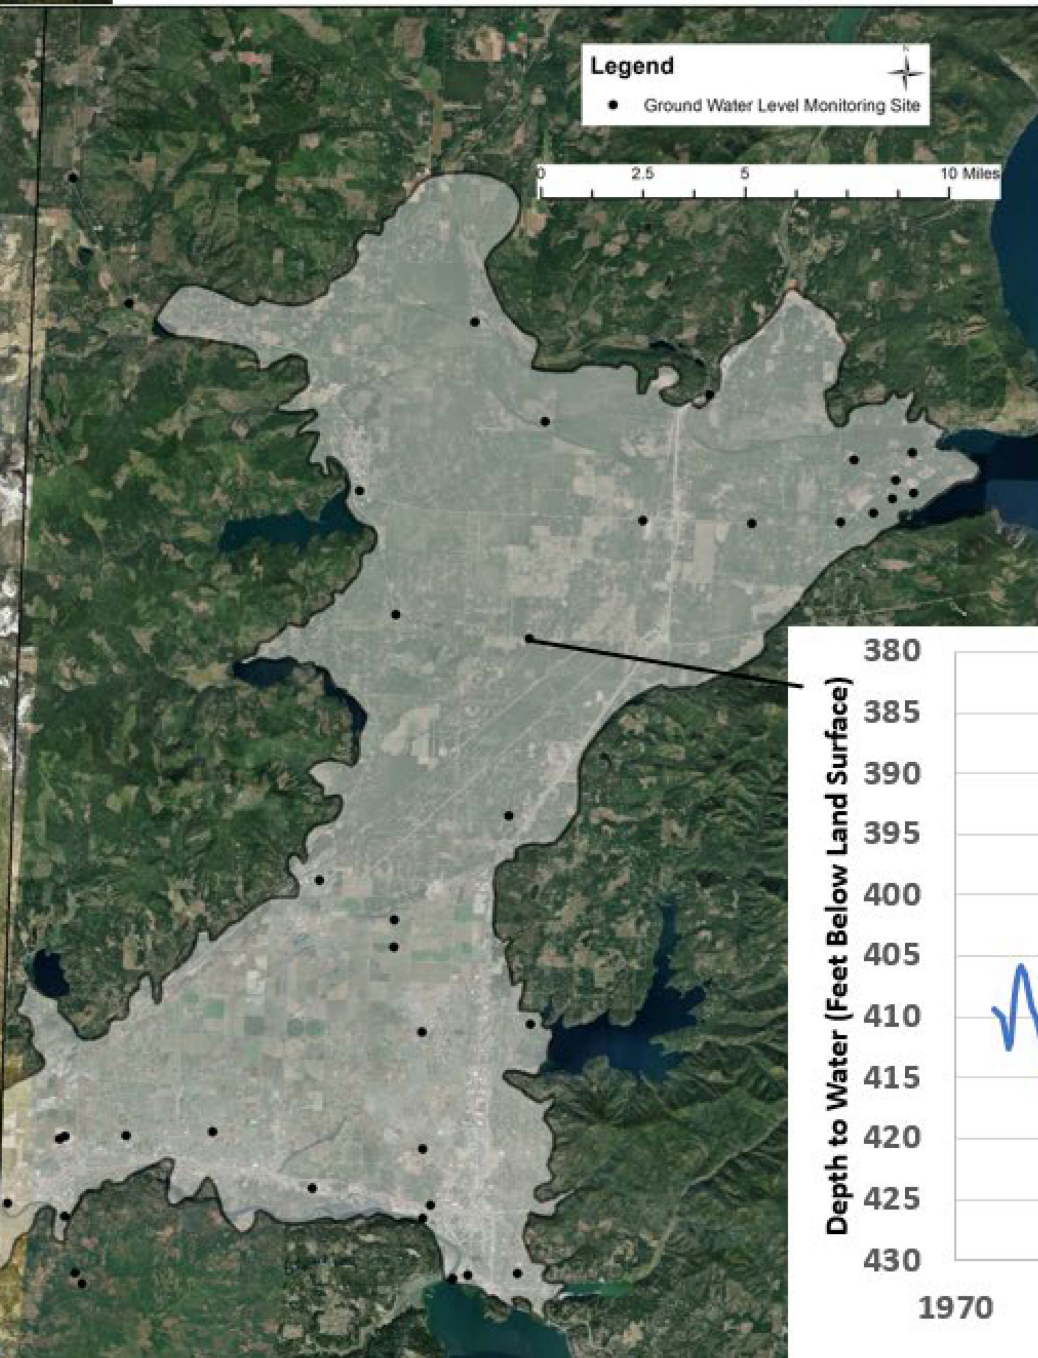 N
Legend
Ground Water Level Monitoring Site
0 2.5 5 10 Miles
Depth to Water (Feet Below Land Surface)
380
385
390
395
400
405
410
415
420
425
430
1970